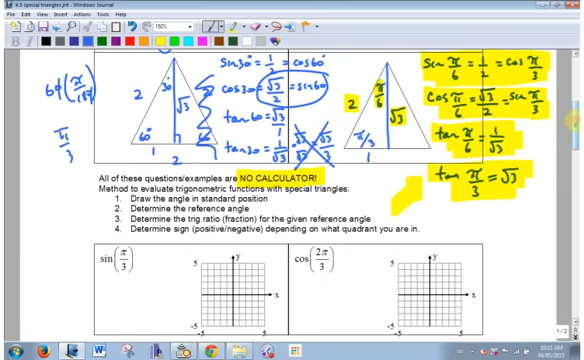 4.5 special triangles - Windows Journal
File Edit View Insert Actions Tools Help
150%
60(π/180)
π/3
2
30°
√3
60°
60
1
2
sin30° = 1/2 = cos60°
cos30 = √3/2 = sin60°
tan60 = √3/1
tan30 = 1/√3 · √3/√3 = √3/3
2
π/6
√3
π/3
1
sin π/6 = 1/2 = cos π/3
cos π/6 = √3/2 = sin π/3
tan π/6 = 1/√3
tan π/3 = √3
All of these questions/examples are NO CALCULATOR!
Method to evaluate trigonometric functions with special triangles:
1. Draw the angle in standard position
2. Determine the reference angle
3. Determine the trig ratio (fraction) for the given reference angle
4. Determine sign (positive/negative) depending on what quadrant you are in.
sin(π/3)
5
y
x
-5
-5
5
cos(2π/3)
5
y
x
-5
-5
5
1 / 2